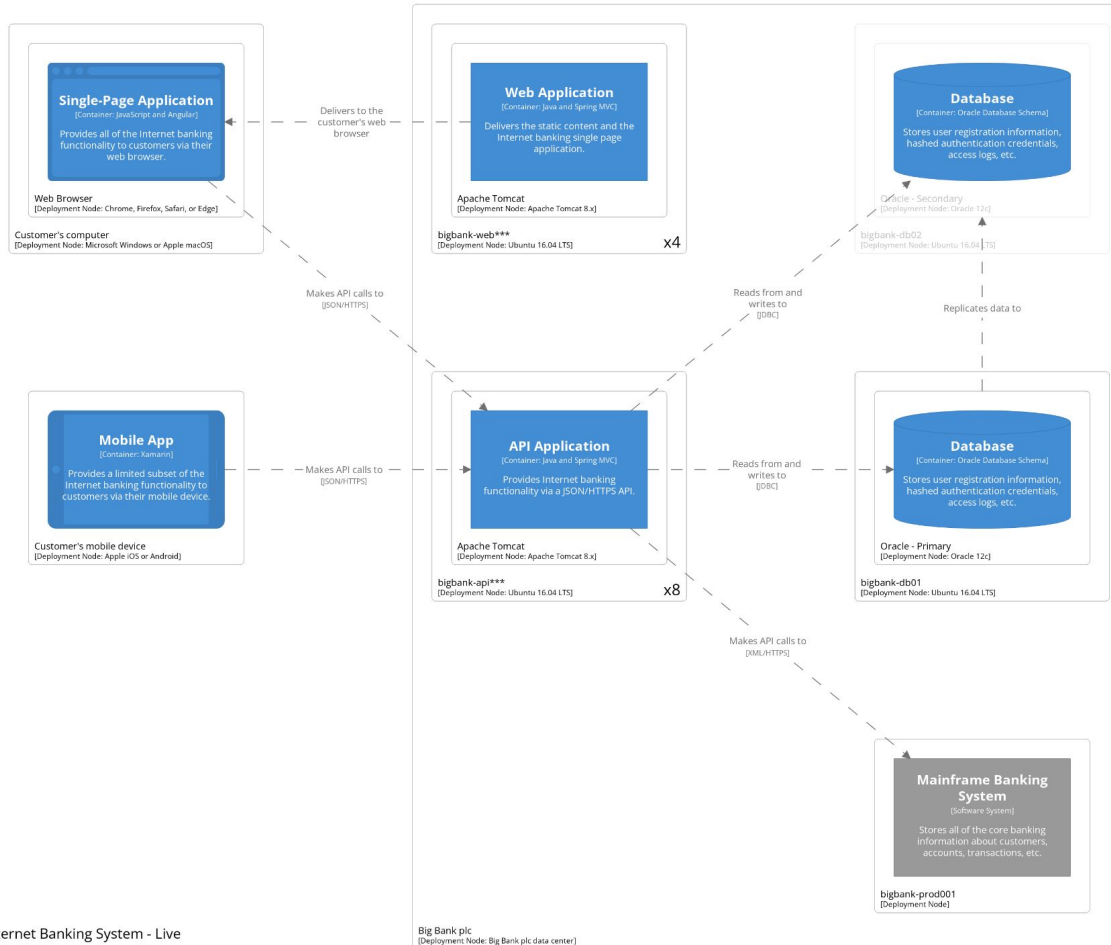 Single-Page Application
[Container: JavaScript and Angular]
Provides all of the Internet banking
functionality to customers via their
web browser.
Web Browser
[Deployment Node: Chrome, Firefox, Safari, or Edge]
Customer's computer
[Deployment Node: Microsoft Windows or Apple macOS]
Delivers to the
customer's web
browser
Web Application
[Container: Java and Spring MVC]
Delivers the static content and the
Internet banking single page
application.
Apache Tomcat
[Deployment Node: Apache Tomcat 8.x]
bigbank-web***
[Deployment Node: Ubuntu 16.04 LTS]
x4
Database
[Container: Oracle Database Schema]
Stores user registration information,
hashed authentication credentials,
access logs, etc.
Oracle - Secondary
[Deployment Node: Oracle 12c]
bigbank-db02
[Deployment Node: Ubuntu 16.04 LTS]
Makes API calls to
[JSON/HTTPS]
Reads from and
writes to
[JDBC]
Replicates data to
Mobile App
[Container: Xamarin]
Provides a limited subset of the
Internet banking functionality to
customers via their mobile device.
Customer's mobile device
[Deployment Node: Apple iOS or Android]
Makes API calls to
[JSON/HTTPS]
API Application
[Container: Java and Spring MVC]
Provides Internet banking
functionality via a JSON/HTTPS API.
Apache Tomcat
[Deployment Node: Apache Tomcat 8.x]
bigbank-api***
[Deployment Node: Ubuntu 16.04 LTS]
x8
Reads from and
writes to
[JDBC]
Database
[Container: Oracle Database Schema]
Stores user registration information,
hashed authentication credentials,
access logs, etc.
Oracle - Primary
[Deployment Node: Oracle 12c]
bigbank-db01
[Deployment Node: Ubuntu 16.04 LTS]
Makes API calls to
[XML/HTTPS]
Mainframe Banking
System
[Software System]
Stores all of the core banking
information about customers,
accounts, transactions, etc.
bigbank-prod001
[Deployment Node]
ternet Banking System - Live
Big Bank plc
[Deployment Node: Big Bank plc data center]